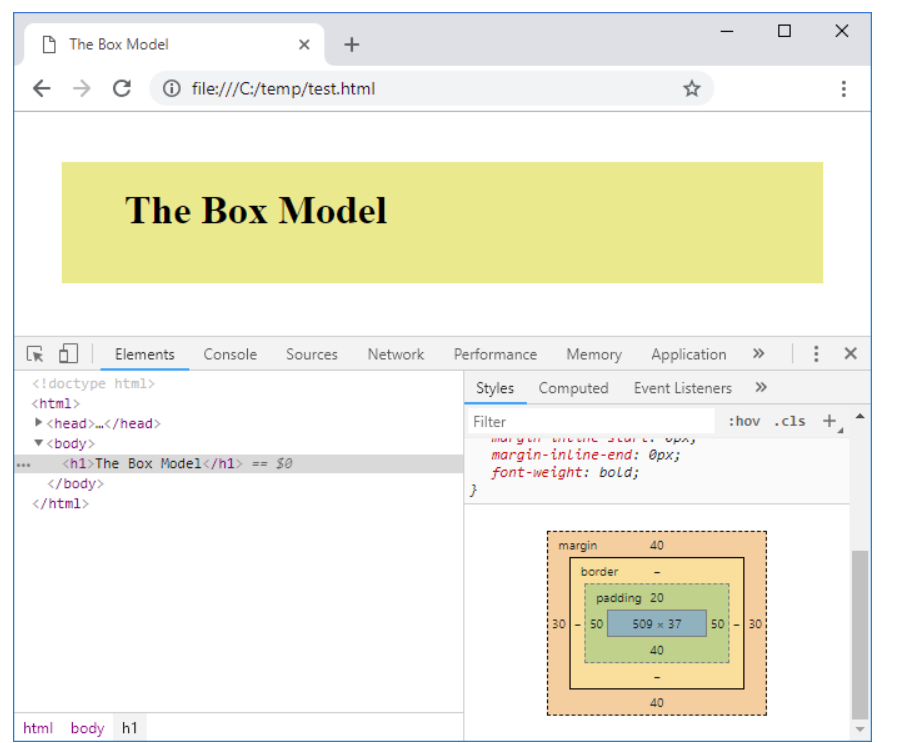 The Box Model
file:///C:/temp/test.html
The Box Model
Elements Console Sources Network Performance Memory Application »
<!doctype html>
<html>
<head>…</head>
<body>
<h1>The Box Model</h1> == $0
</body>
</html>
html body h1
Styles Computed Event Listeners »
Filter :hov .cls +
margin-inline-start: 0px;
margin-inline-end: 0px;
font-weight: bold;
}
margin 40
border –
padding 20
30 – 50 509 × 37 50 – 30
40
–
40